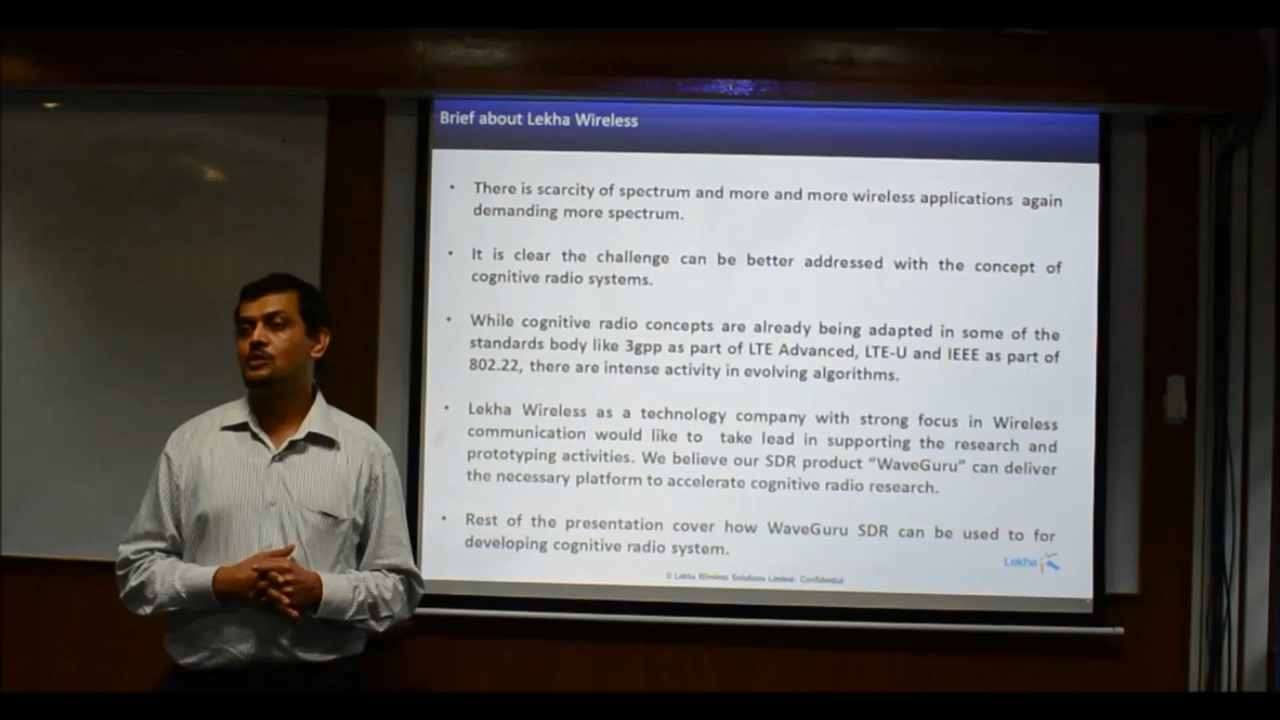 Brief about Lekha Wireless
• There is scarcity of spectrum and more and more wireless applications again
demanding more spectrum.
• It is clear the challenge can be better addressed with the concept of
cognitive radio systems.
• While cognitive radio concepts are already being adapted in some of the
standards body like 3gpp as part of LTE Advanced, LTE-U and IEEE as part of
802.22, there are intense activity in evolving algorithms.
• Lekha Wireless as a technology company with strong focus in Wireless
communication would like to take lead in supporting the research and
prototyping activities. We believe our SDR product “WaveGuru” can deliver
the necessary platform to accelerate cognitive radio research.
• Rest of the presentation cover how WaveGuru SDR can be used to for
developing cognitive radio system.
Lekha
© Lekha Wireless Solutions Limited- Confidential